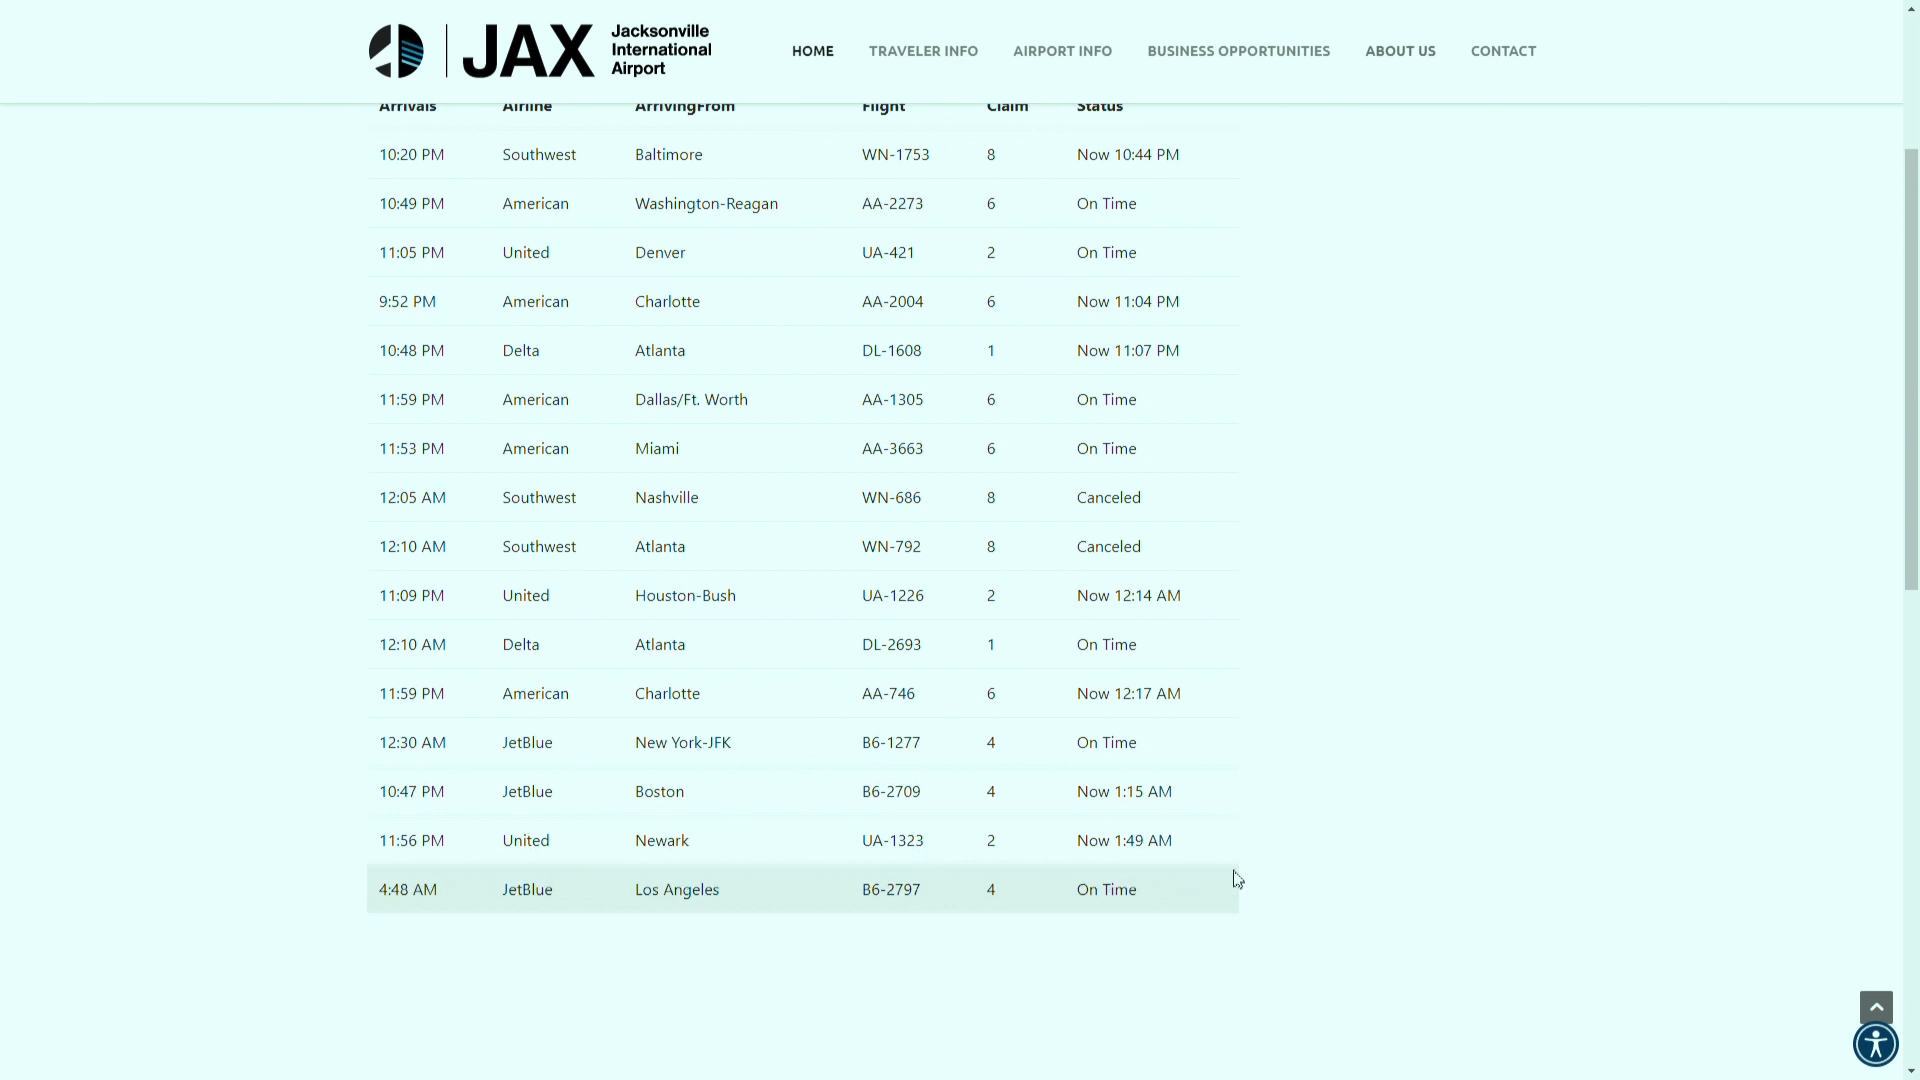 JAX Jacksonville International Airport
HOME TRAVELER INFO AIRPORT INFO BUSINESS OPPORTUNITIES ABOUT US CONTACT
Arrivals Airline ArrivingFrom Flight Claim Status
10:20 PM Southwest Baltimore WN-1753 8 Now 10:44 PM
10:49 PM American Washington-Reagan AA-2273 6 On Time
11:05 PM United Denver UA-421 2 On Time
9:52 PM American Charlotte AA-2004 6 Now 11:04 PM
10:48 PM Delta Atlanta DL-1608 1 Now 11:07 PM
11:59 PM American Dallas/Ft. Worth AA-1305 6 On Time
11:53 PM American Miami AA-3663 6 On Time
12:05 AM Southwest Nashville WN-686 8 Canceled
12:10 AM Southwest Atlanta WN-792 8 Canceled
11:09 PM United Houston-Bush UA-1226 2 Now 12:14 AM
12:10 AM Delta Atlanta DL-2693 1 On Time
11:59 PM American Charlotte AA-746 6 Now 12:17 AM
12:30 AM JetBlue New York-JFK B6-1277 4 On Time
10:47 PM JetBlue Boston B6-2709 4 Now 1:15 AM
11:56 PM United Newark UA-1323 2 Now 1:49 AM
4:48 AM JetBlue Los Angeles B6-2797 4 On Time